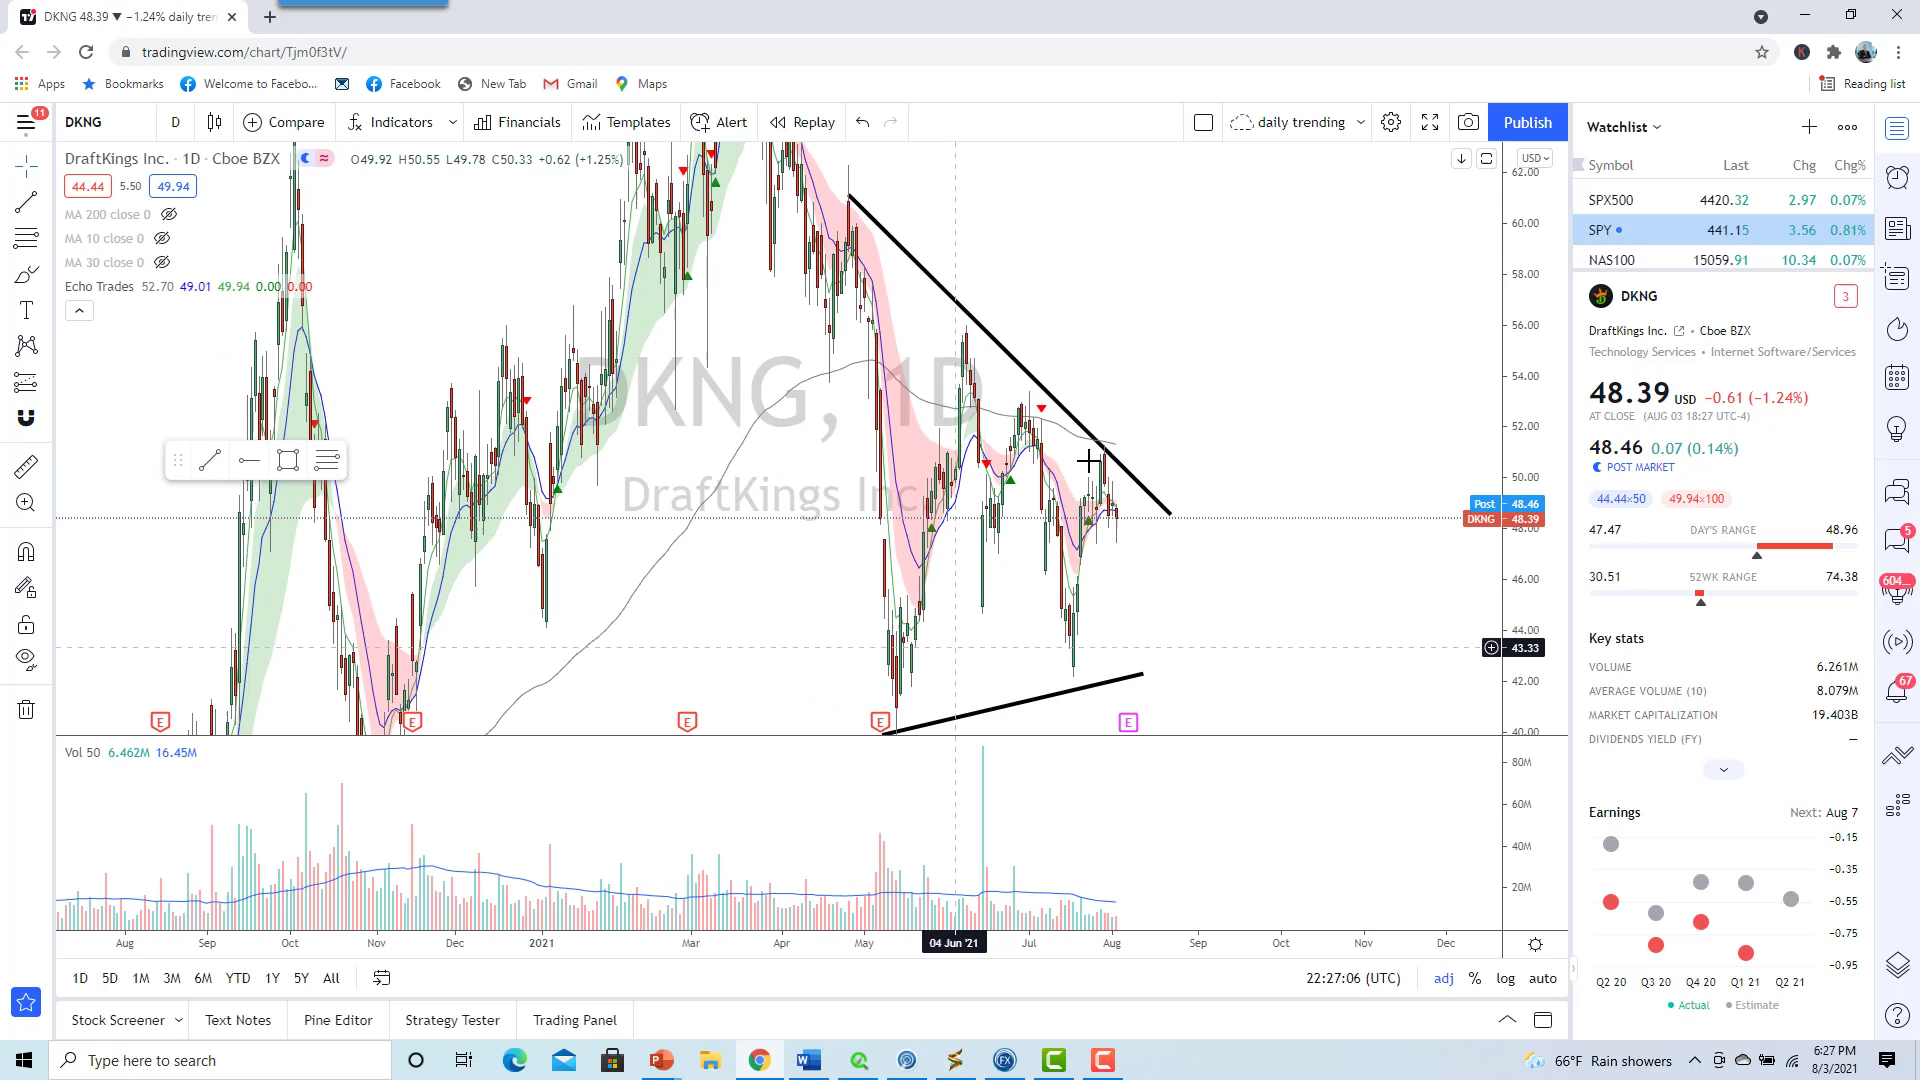 DKNG 48.39 ▼ −1.24% daily tren
tradingview.com/chart/Tjm0f3tV/
Apps Bookmarks Welcome to Facebo... Facebook New Tab Gmail Maps Reading list
11
DKNG D Compare Indicators Financials Templates Alert Replay daily trending Publish
DraftKings Inc. · 1D · Cboe BZX O49.92 H50.55 L49.78 C50.33 +0.62 (+1.25%)
44.44 5.50 49.94
MA 200 close 0
MA 10 close 0
MA 30 close 0
Echo Trades 52.70 49.01 49.94 0.00 0.00
DKNG, 1D
DraftKings Inc.
USD
62.00
60.00
58.00
56.00
54.00
52.00
50.00
Post 48.46
DKNG 48.39
48.00
46.00
44.00
43.33
42.00
40.00
E E E E E
Vol 50 6.462M 16.45M
80M
60M
40M
20M
Aug Sep Oct Nov Dec 2021 Mar Apr May 04 Jun '21 Jul Aug Sep Oct Nov Dec
1D 5D 1M 3M 6M YTD 1Y 5Y All 22:27:06 (UTC) adj % log auto
Stock Screener Text Notes Pine Editor Strategy Tester Trading Panel
Watchlist
Symbol Last Chg Chg%
SPX500 4420.32 2.97 0.07%
SPY 441.15 3.56 0.81%
NAS100 15059.91 10.34 0.07%
DKNG 3
DraftKings Inc. • Cboe BZX
Technology Services • Internet Software/Services
48.39 USD −0.61 (−1.24%)
AT CLOSE (AUG 03 18:27 UTC-4)
48.46 0.07 (0.14%)
POST MARKET
44.44×50 49.94×100
47.47 DAY'S RANGE 48.96
30.51 52WK RANGE 74.38
Key stats
VOLUME 6.261M
AVERAGE VOLUME (10) 8.079M
MARKET CAPITALIZATION 19.403B
DIVIDENDS YIELD (FY) —
Earnings Next: Aug 7
−0.15
−0.35
−0.55
−0.75
−0.95
Q2 20 Q3 20 Q4 20 Q1 21 Q2 21
Actual Estimate
5
604...
67
Type here to search
66°F Rain showers
6:27 PM
8/3/2021